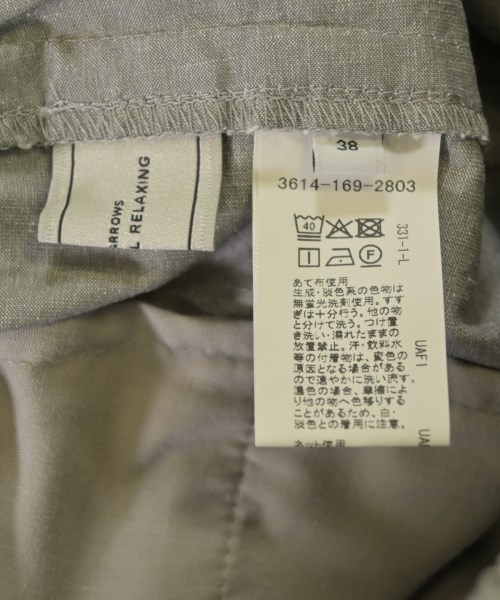 ARROWS
L RELAXING
38
3614-169-2803
40
331-1-L
あて布使用
生成・淡色系の色物は
無蛍光洗剤使用。すす
ぎは十分行う。他の物
と分けて洗う。つけ置
き洗い・濡れたままの
放置禁止。汗・飲料水
等の付着物は、変色の
原因となる場合がある
ので速やかに洗い流す。
濃色の場合、摩擦によ
り他の物へ色移りする
ことがあるため、白・
淡色との着用に注意。
ネット使用
UAF1
UAF